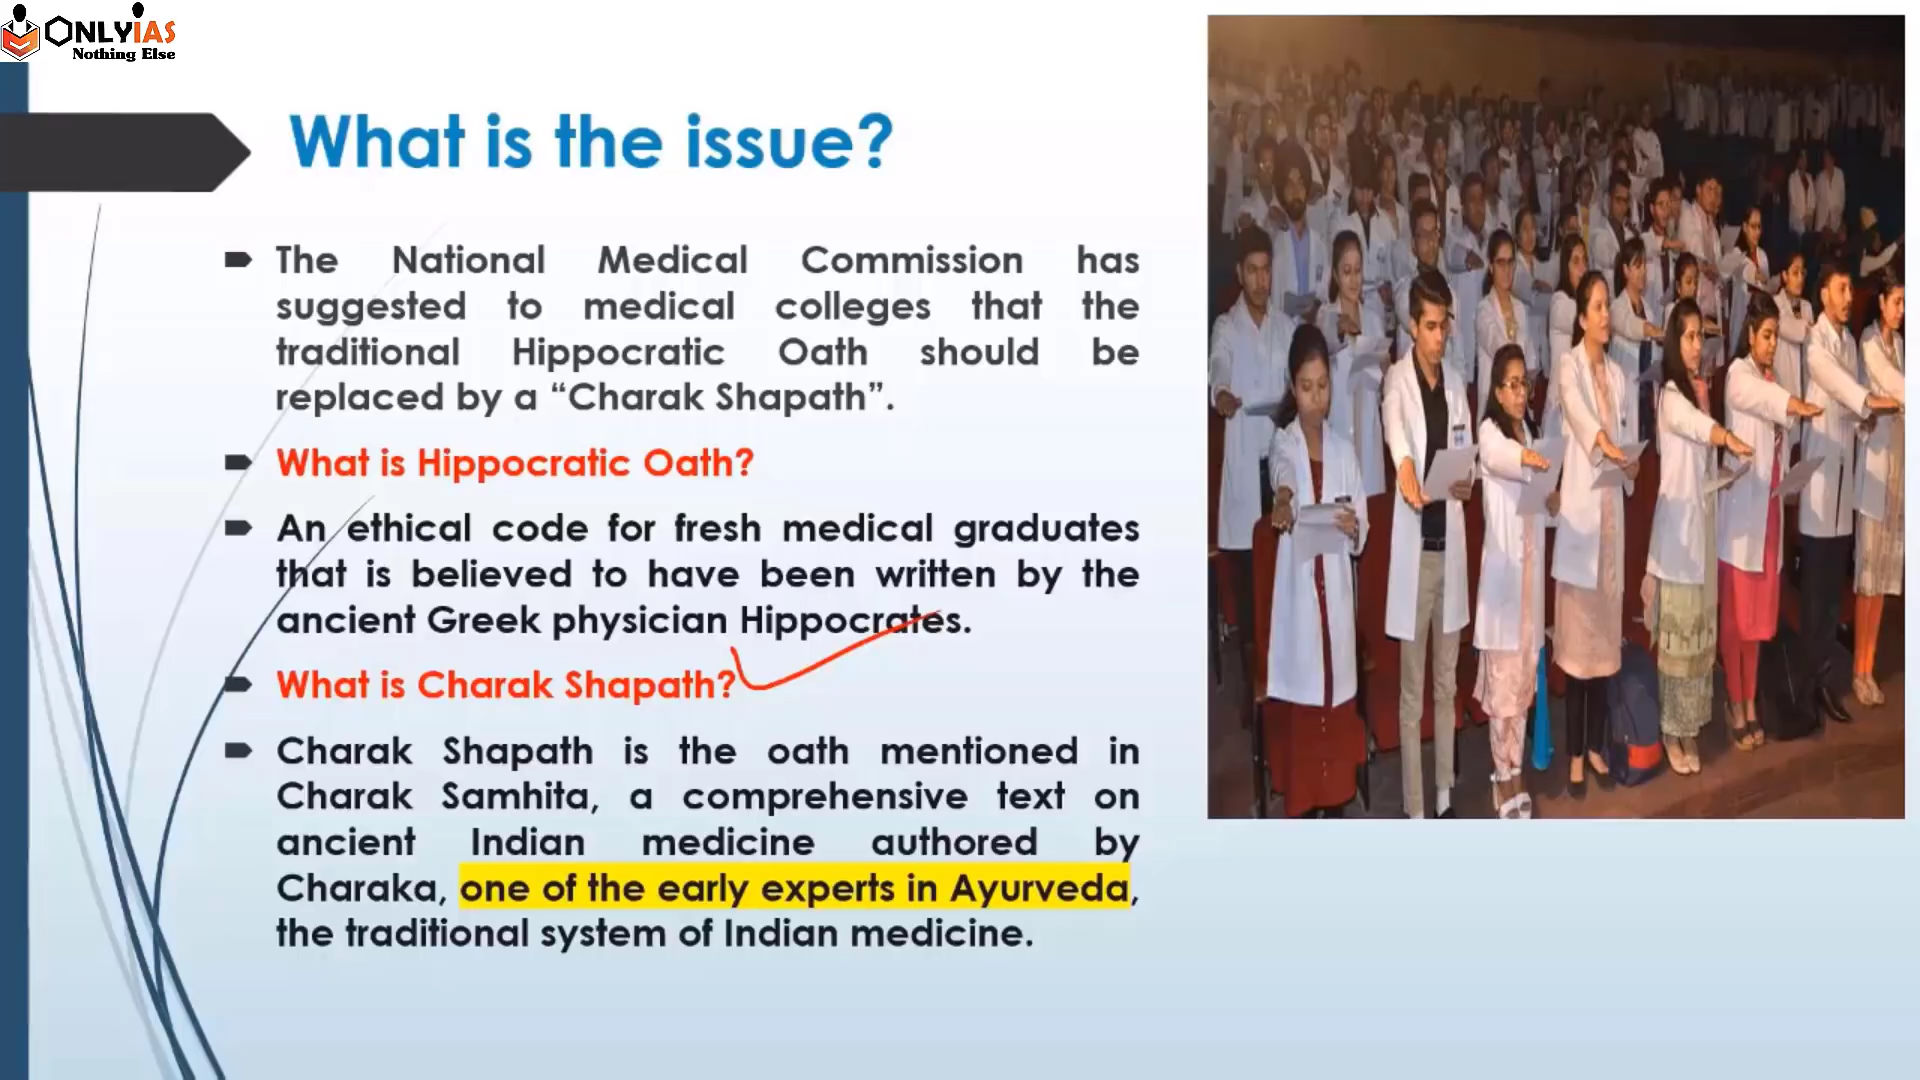 ONLYIAS
Nothing Else
What is the issue?
The National Medical Commission has
suggested to medical colleges that the
traditional Hippocratic Oath should be
replaced by a “Charak Shapath”.
What is Hippocratic Oath?
An ethical code for fresh medical graduates
that is believed to have been written by the
ancient Greek physician Hippocrates.
What is Charak Shapath?
Charak Shapath is the oath mentioned in
Charak Samhita, a comprehensive text on
ancient Indian medicine authored by
Charaka, one of the early experts in Ayurveda,
the traditional system of Indian medicine.